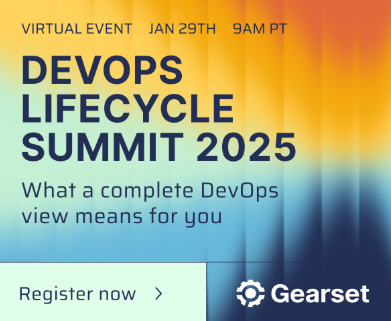 VIRTUAL EVENT JAN 29TH 9AM PT
DEVOPS
LIFECYCLE
SUMMIT 2025
What a complete DevOps
view means for you
Register now
Gearset